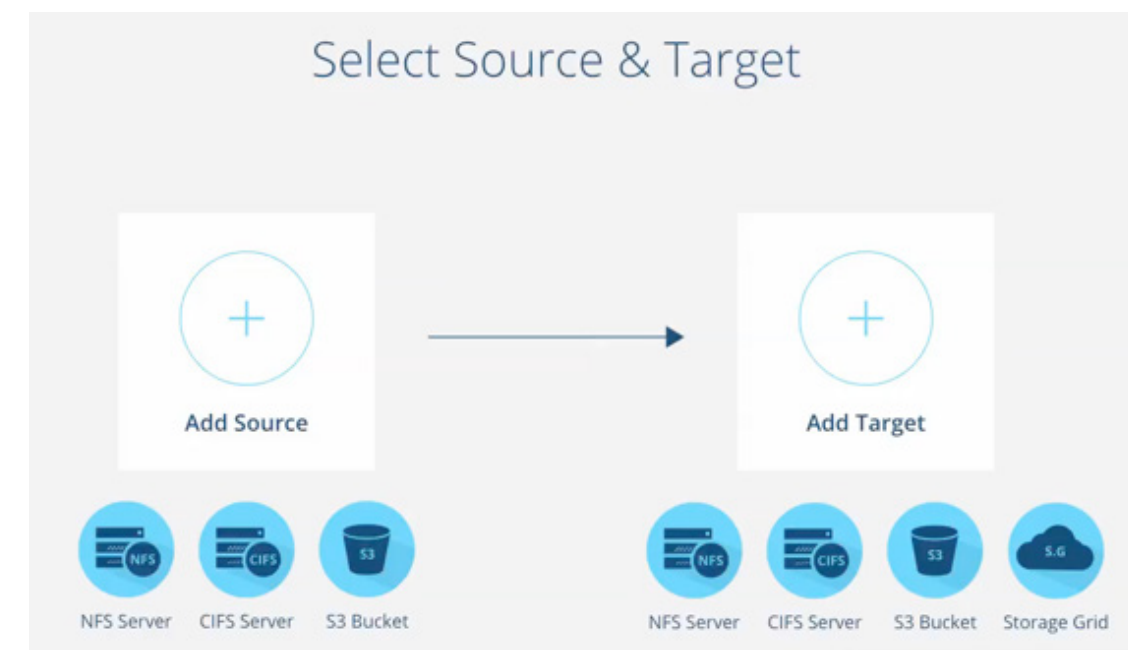 Select Source & Target
Add Source
Add Target
NFS
CIFS
S3
NFS
CIFS
S3
S.G
NFS Server
CIFS Server
S3 Bucket
NFS Server
CIFS Server
S3 Bucket
Storage Grid